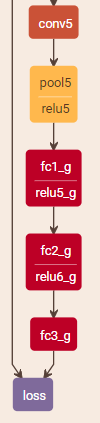 conv5
pool5
relu5
fc1_g
relu5_g
fc2_g
relu6_g
fc3_g
loss